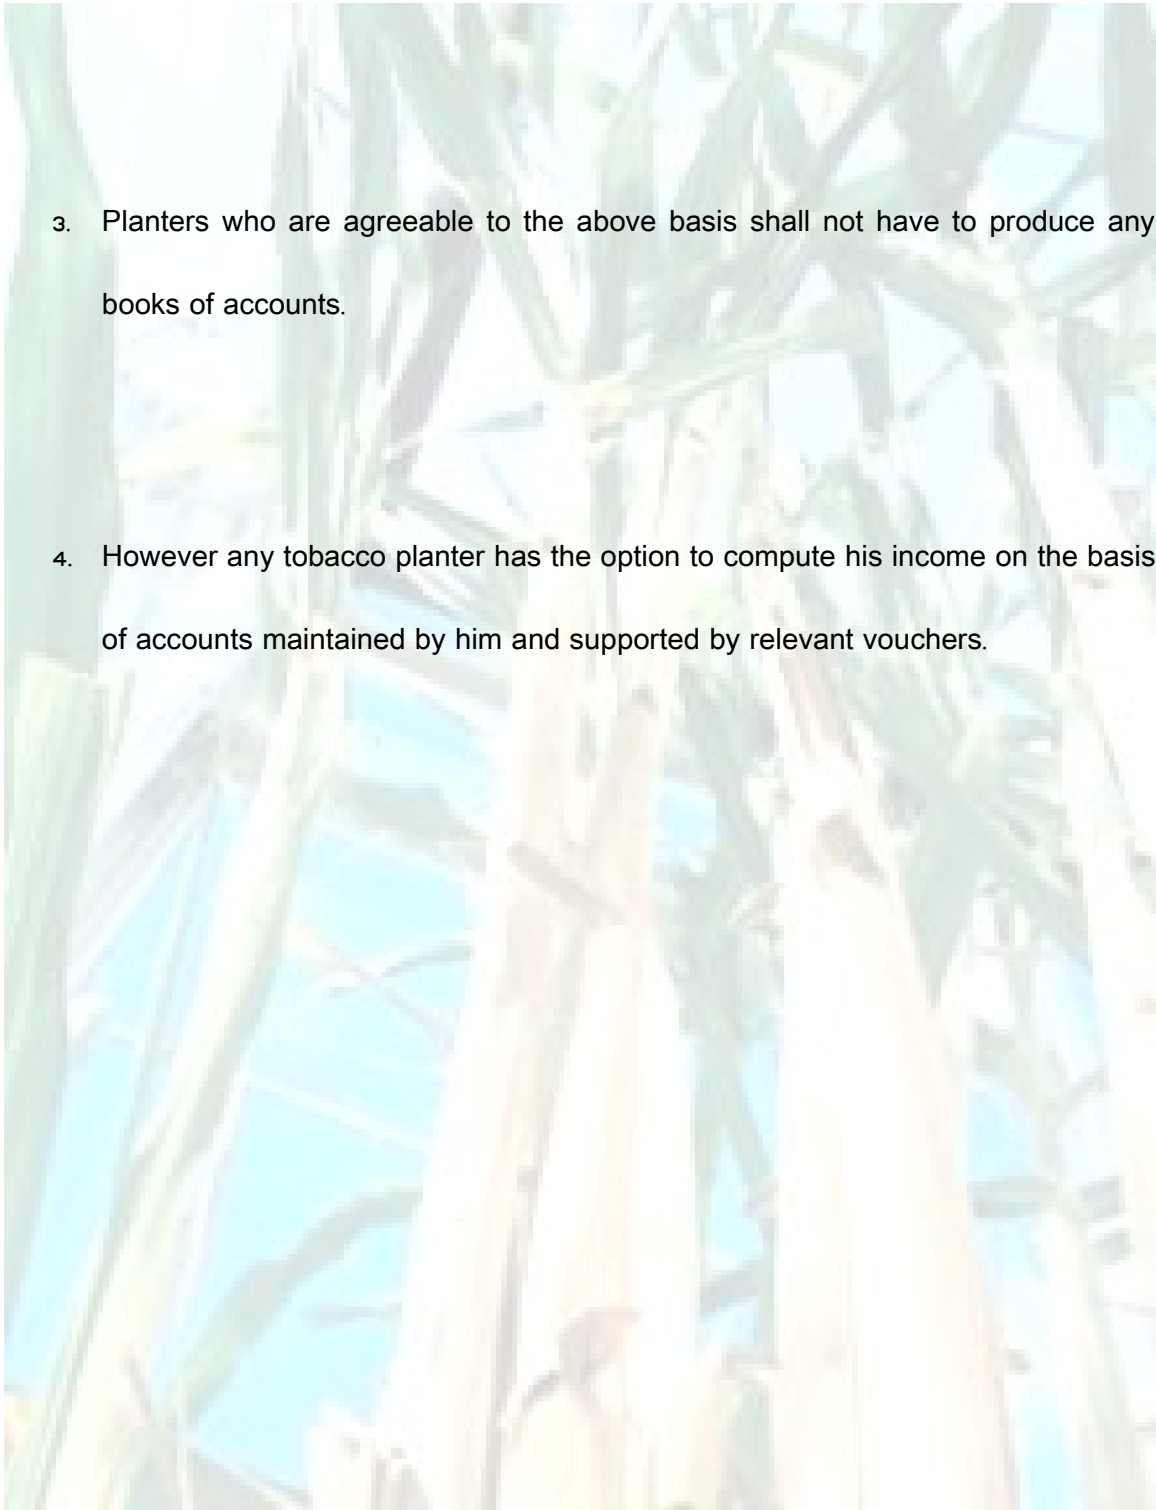 3. Planters who are agreeable to the above basis shall not have to produce any
books of accounts.
4. However any tobacco planter has the option to compute his income on the basis
of accounts maintained by him and supported by relevant vouchers.